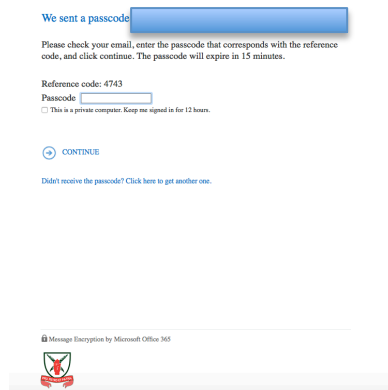 We sent a passcode
Please check your email, enter the passcode that corresponds with the reference
code, and click continue. The passcode will expire in 15 minutes.
Reference code: 4743
Passcode
This is a private computer. Keep me signed in for 12 hours.
CONTINUE
Didn't receive the passcode? Click here to get another one.
Message Encryption by Microsoft Office 365